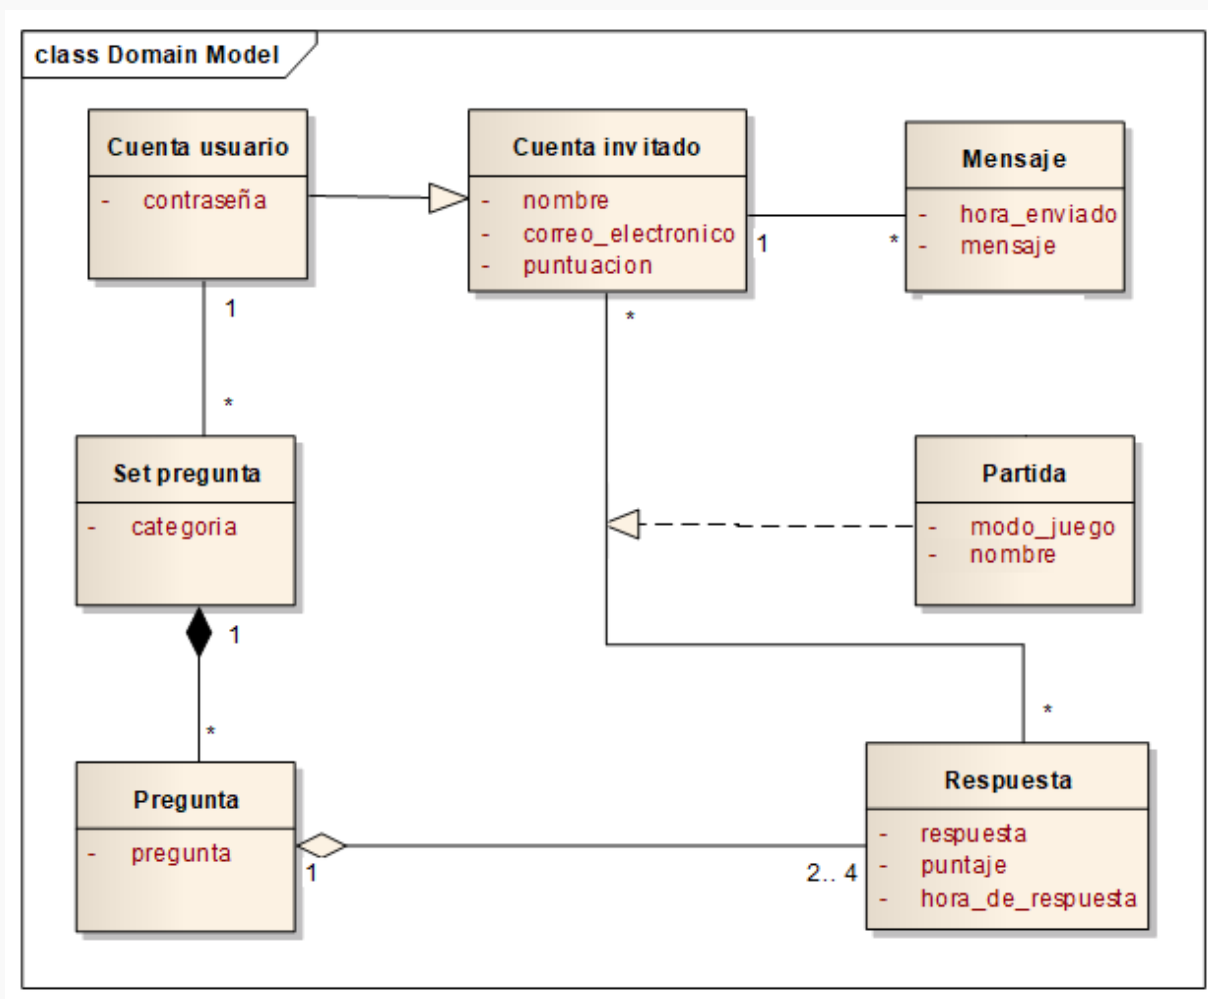 class Domain Model
Cuenta usuario
- contraseña
Cuenta invitado
- nombre
- correo_electronico
- puntuacion
Mensaje
- hora_enviado
- mensaje
1
*
1
*
*
Set pregunta
- categoria
Partida
- modo_juego
- nombre
1
*
*
Pregunta
- pregunta
Respuesta
- respuesta
- puntaje
- hora_de_respuesta
1
2.. 4